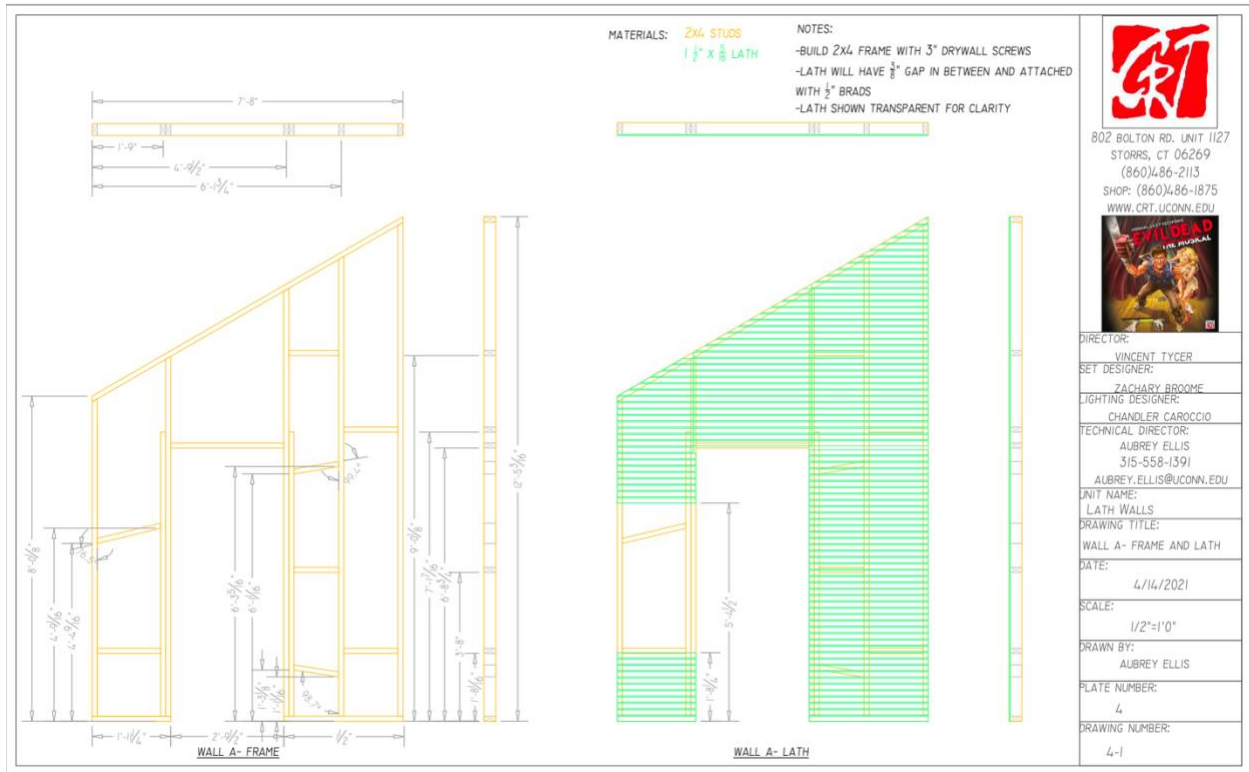 MATERIALS: 2X4 STUDS
1 1/2" X 5/16 LATH
NOTES:
-BUILD 2X4 FRAME WITH 3" DRYWALL SCREWS
-LATH WILL HAVE 3/8" GAP IN BETWEEN AND ATTACHED
WITH 1/2" BRADS
-LATH SHOWN TRANSPARENT FOR CLARITY
7'-8"
1'-9"
4'-9 1/2"
6'-1 3/4"
8'-0 1/8"
4'-9 9/16"
4'-4 9/16"
6'-3 5/16"
99.4°
1'-3 3/8"
98.7°
9'-0 1/8"
6'-8 3/4"
3'-8"
1'-8 1/16"
12'-5 5/16"
1'-11 1/4"
2'-9 1/2"
1/2"
WALL A- FRAME
5'-4 1/2"
1'-8 1/4"
WALL A- LATH
CRT
802 BOLTON RD. UNIT 1127
STORRS, CT 06269
(860)486-2113
SHOP: (860)486-1875
WWW.CRT.UCONN.EDU
EVIL DEAD
THE MUSICAL
DIRECTOR:
VINCENT TYCER
SET DESIGNER:
ZACHARY BROOME
LIGHTING DESIGNER:
CHANDLER CAROCCIO
TECHNICAL DIRECTOR:
AUBREY ELLIS
315-558-1391
AUBREY.ELLIS@UCONN.EDU
UNIT NAME:
LATH WALLS
DRAWING TITLE:
WALL A- FRAME AND LATH
DATE:
4/14/2021
SCALE:
1/2"=1'0"
DRAWN BY:
AUBREY ELLIS
PLATE NUMBER:
4
DRAWING NUMBER:
4-1